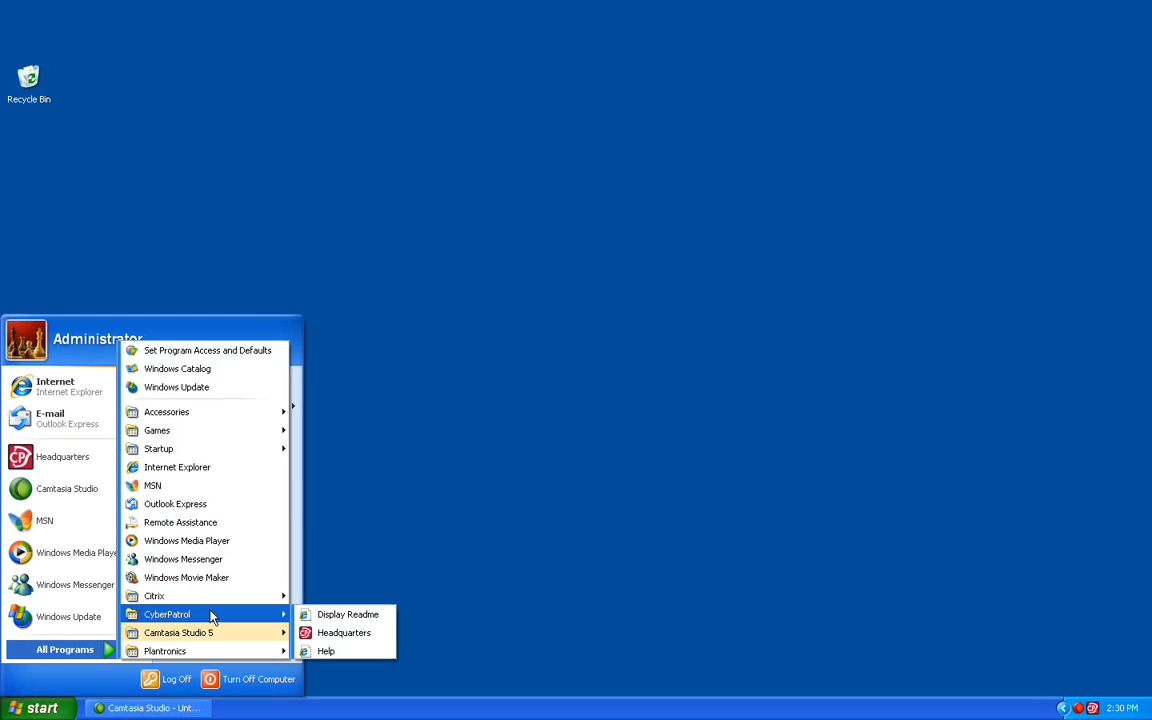 Recycle Bin
Administrator
Internet
Internet Explorer
E-mail
Outlook Express
Headquarters
Camtasia Studio
MSN
Windows Media Playe
Windows Messenger
Windows Update
All Programs
Set Program Access and Defaults
Windows Catalog
Windows Update
Accessories
Games
Startup
Internet Explorer
MSN
Outlook Express
Remote Assistance
Windows Media Player
Windows Messenger
Windows Movie Maker
Citrix
CyberPatrol
Camtasia Studio 5
Plantronics
Display Readme
Headquarters
Help
Log Off
Turn Off Computer
start
Camtasia Studio - Unt...
2:30 PM